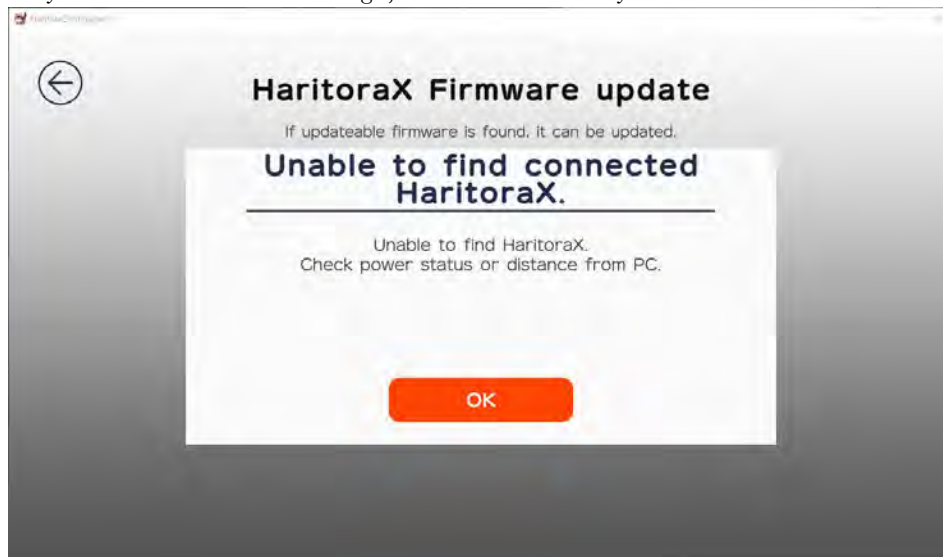 HaritoraX Firmware update
If updateable firmware is found, it can be updated.
Unable to find connected
HaritoraX.
Unable to find HaritoraX.
Check power status or distance from PC.
OK